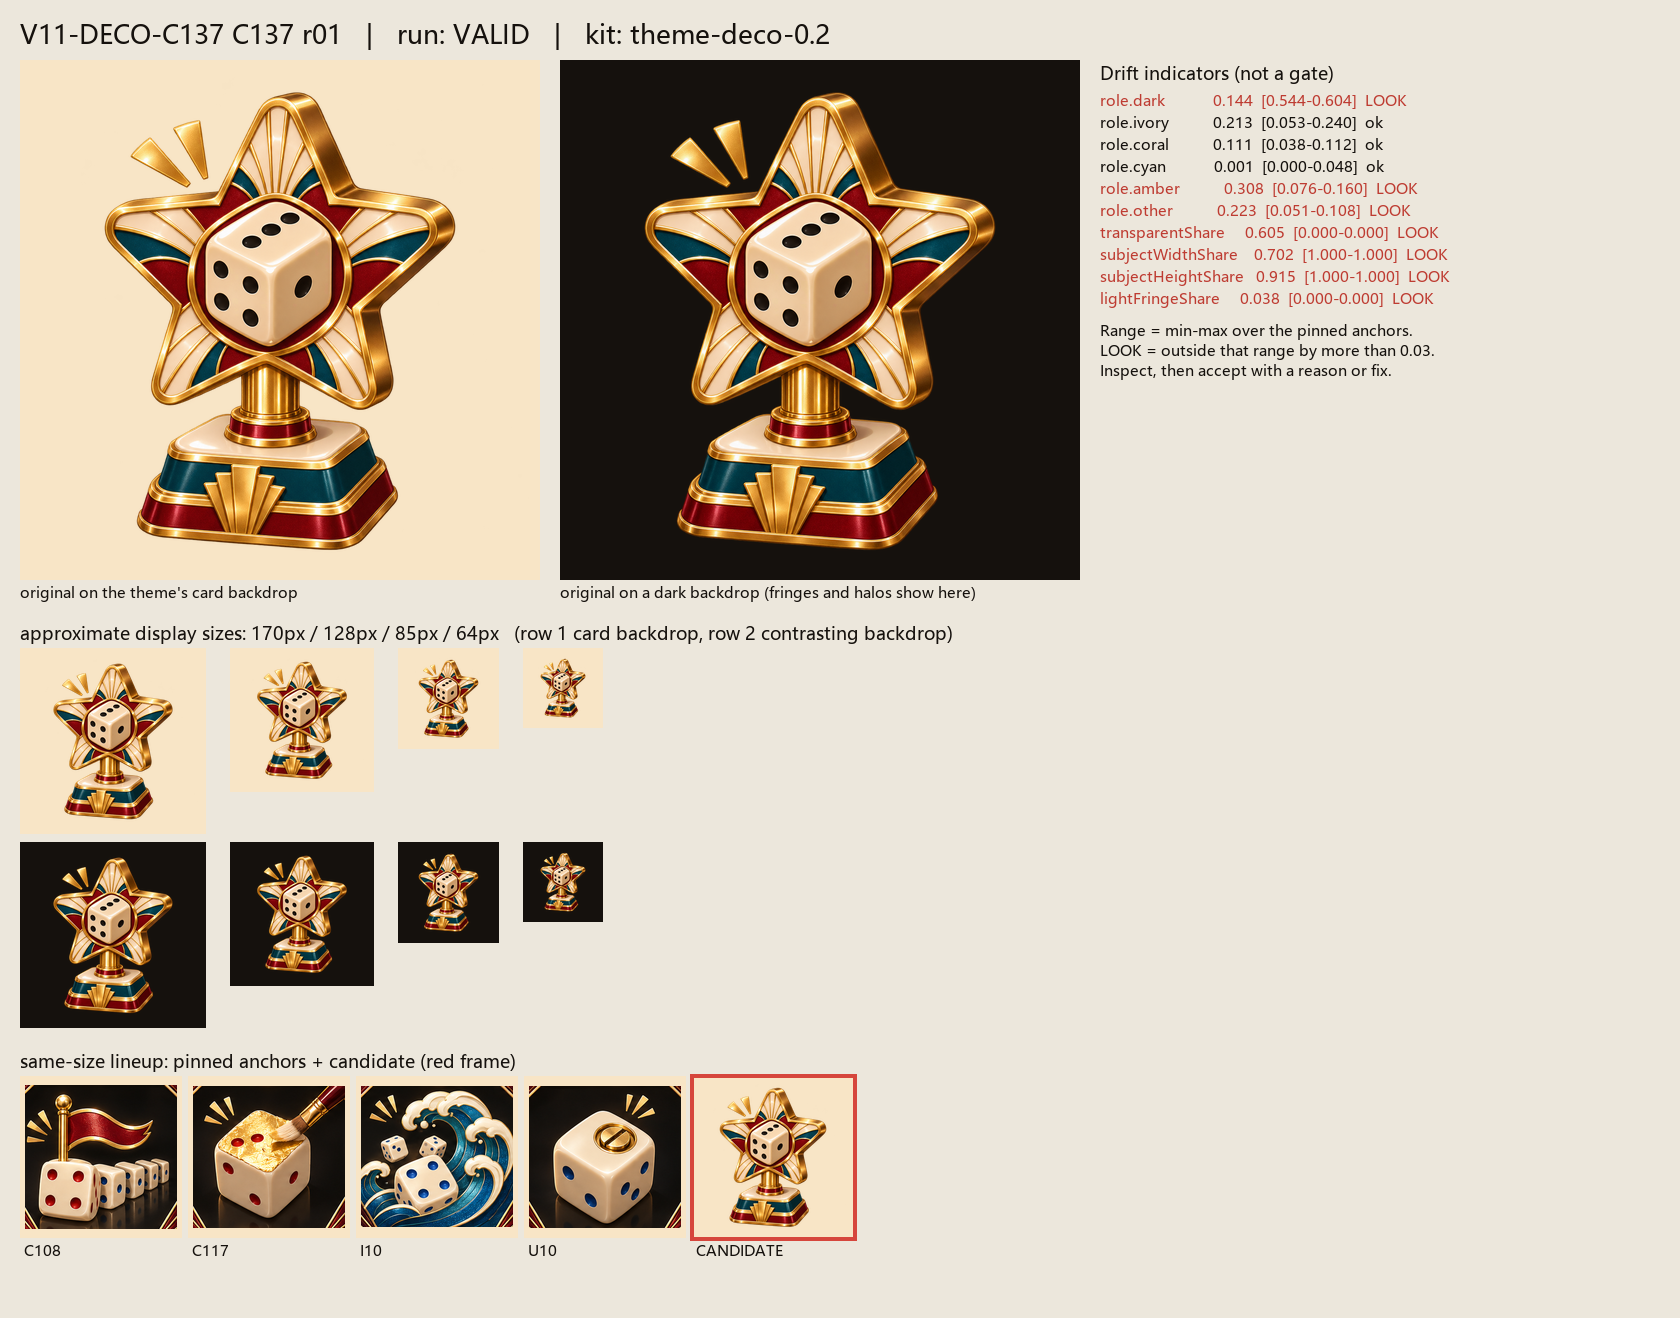 V11-DECO-C137 C137 r01 | run: VALID | kit: theme-deco-0.2
Drift indicators (not a gate)
role.dark 0.144 [0.544-0.604] LOOK
role.ivory 0.213 [0.053-0.240] ok
role.coral 0.111 [0.038-0.112] ok
role.cyan 0.001 [0.000-0.048] ok
role.amber 0.308 [0.076-0.160] LOOK
role.other 0.223 [0.051-0.108] LOOK
transparentShare 0.605 [0.000-0.000] LOOK
subjectWidthShare 0.702 [1.000-1.000] LOOK
subjectHeightShare 0.915 [1.000-1.000] LOOK
lightFringeShare 0.038 [0.000-0.000] LOOK
Range = min-max over the pinned anchors.
LOOK = outside that range by more than 0.03.
Inspect, then accept with a reason or fix.
original on the theme's card backdrop
original on a dark backdrop (fringes and halos show here)
approximate display sizes: 170px / 128px / 85px / 64px (row 1 card backdrop, row 2 contrasting backdrop)
same-size lineup: pinned anchors + candidate (red frame)
C108
C117
I10
U10
CANDIDATE